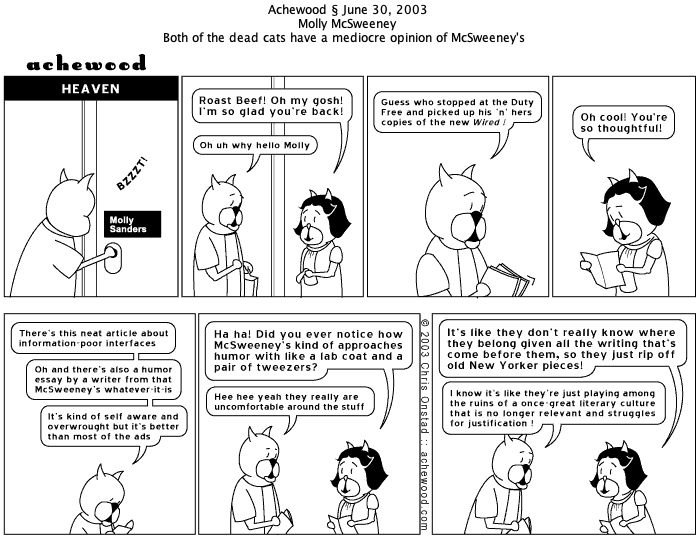 Achewood § June 30, 2003
Molly McSweeney
Both of the dead cats have a mediocre opinion of McSweeney's
achewood
HEAVEN
BZZZT!
Molly
Sanders
Roast Beef! Oh my gosh!
I'm so glad you're back!
Oh uh why hello Molly
Guess who stopped at the Duty
Free and picked up his 'n' hers
copies of the new Wired!
Oh cool! You're
so thoughtful!
There's this neat article about
information-poor interfaces
Oh and there's also a humor
essay by a writer from that
McSweeney's whatever-it-is
It's kind of self aware and
overwrought but it's better
than most of the ads
Ha ha! Did you ever notice how
McSweeney's kind of approaches
humor with like a lab coat and a
pair of tweezers?
Hee hee yeah they really are
uncomfortable around the stuff
© 2003 Chris Onstad :: achewood.com
It's like they don't really know where
they belong given all the writing that's
come before them, so they just rip off
old New Yorker pieces!
I know it's like they're just playing among
the ruins of a once-great literary culture
that is no longer relevant and struggles
for justification !